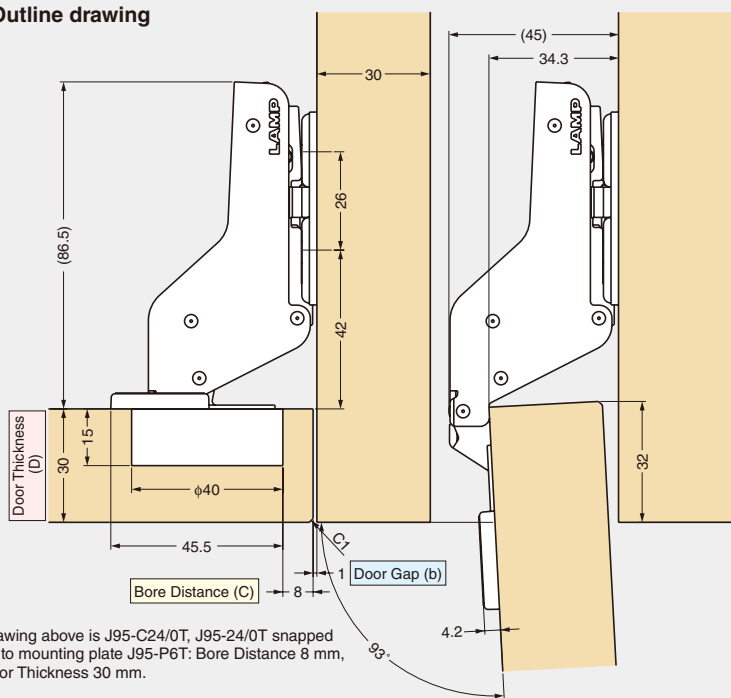 Outline drawing
(45)
34.3
30
LAMP
LAMP
26
(86.5)
42
Door Thickness
(D)
30
15
32
φ40
45.5
C1
1 Door Gap (b)
Bore Distance (C) 8
4.2
93°
awing above is J95-C24/0T, J95-24/0T snapped
to mounting plate J95-P6T: Bore Distance 8 mm,
or Thickness 30 mm.